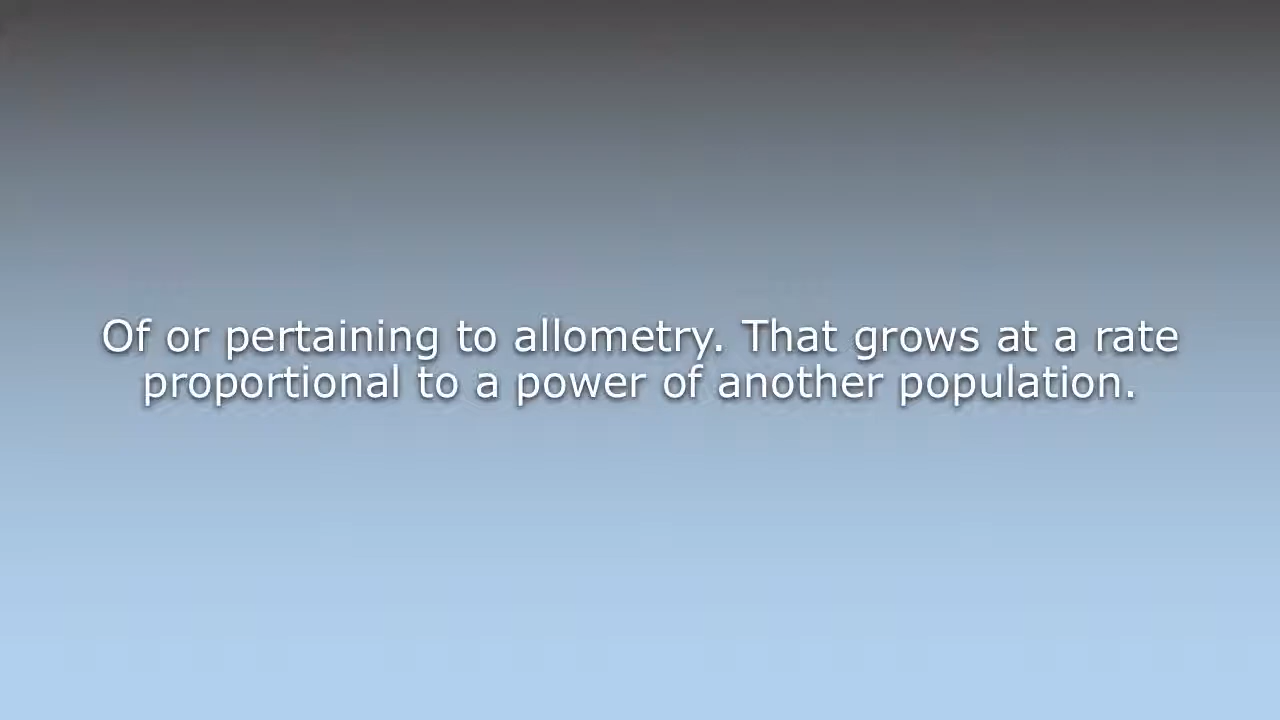 Of or pertaining to allometry. That grows at a rate
proportional to a power of another population.